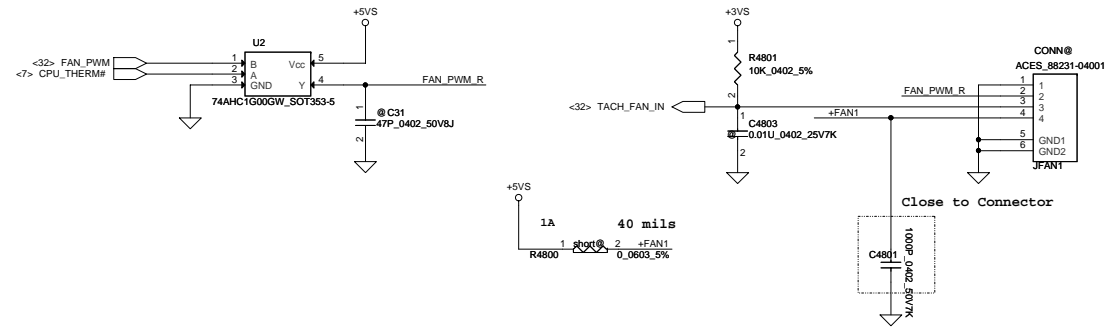 +5VS
U2
<32> FAN_PWM
<7> CPU_THERM#
1
2
3
B
A
GND
Vcc
Y
5
4
74AHC1G00GW_SOT353-5
FAN_PWM_R
1
@ C31
47P_0402_50V8J
2
+3VS
1
R4801
10K_0402_5%
2
<32> TACH_FAN_IN
1
C4803
@ 0.01U_0402_25V7K
2
CONN@
ACES_88231-04001
FAN_PWM_R
+FAN1
1
2
3
4
5
6
1
2
3
4
GND1
GND2
JFAN1
Close to Connector
C4801
1000P_0402_50V7K
+5VS
1A
40 mils
1
short@
2
+FAN1
R4800
0_0603_5%